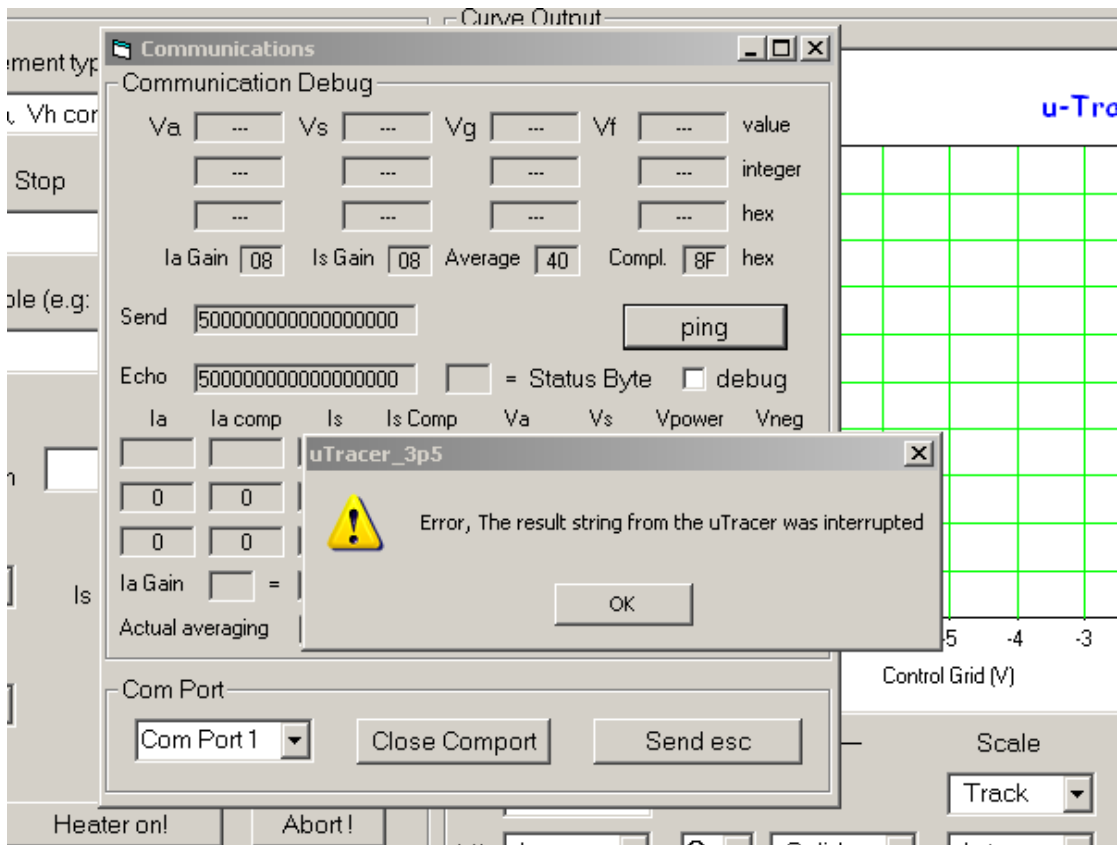 Curve Output
Communications
ement typ
Communication Debug
Vh cor
Va --- Vs --- Vg --- Vf --- value
u-Tra
Stop
--- --- --- --- integer
--- --- --- --- hex
Ia Gain 08 Is Gain 08 Average 40 Compl. 8F hex
ple (e.g:
Send 500000000000000000 ping
Echo 500000000000000000 = Status Byte debug
Ia Ia comp Is Is Comp Va Vs Vpower Vneg
uTracer_3p5
0 0
Error, The result string from the uTracer was interrupted
0 0
Ia Gain =
OK
Is
Actual averaging
-5 -4 -3
Control Grid (V)
Com Port
Com Port 1 Close Comport Send esc
Scale
Track
Heater on! Abort !